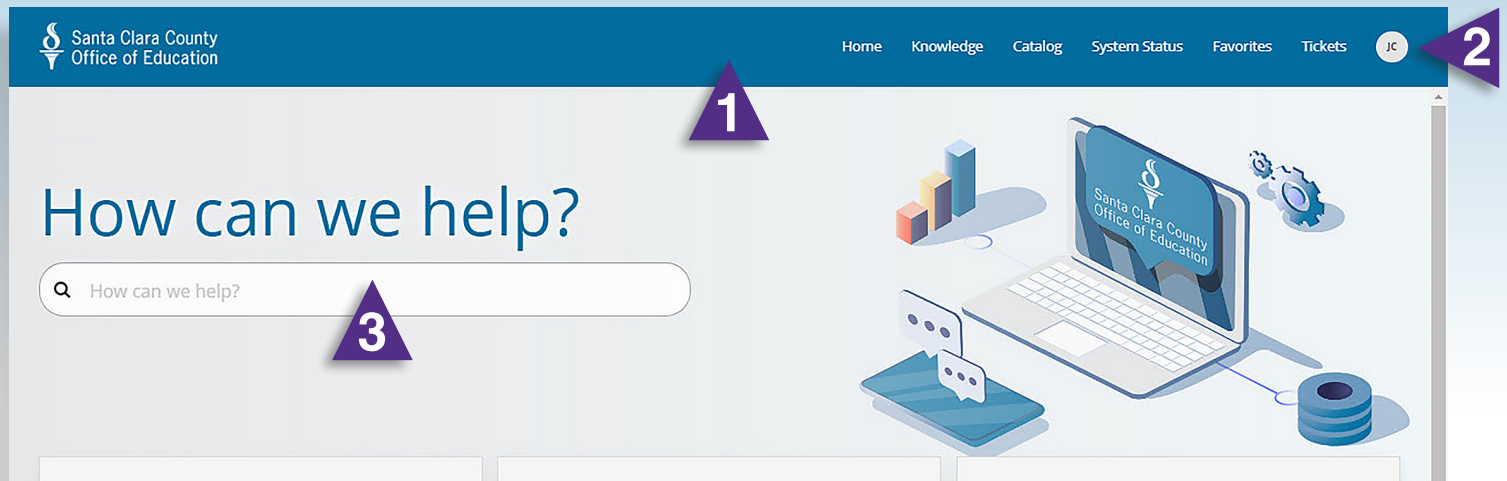 Santa Clara County
Office of Education
Home Knowledge Catalog System Status Favorites Tickets JC
2
1
How can we help?
How can we help?
3
Santa Clara County
Office of Education